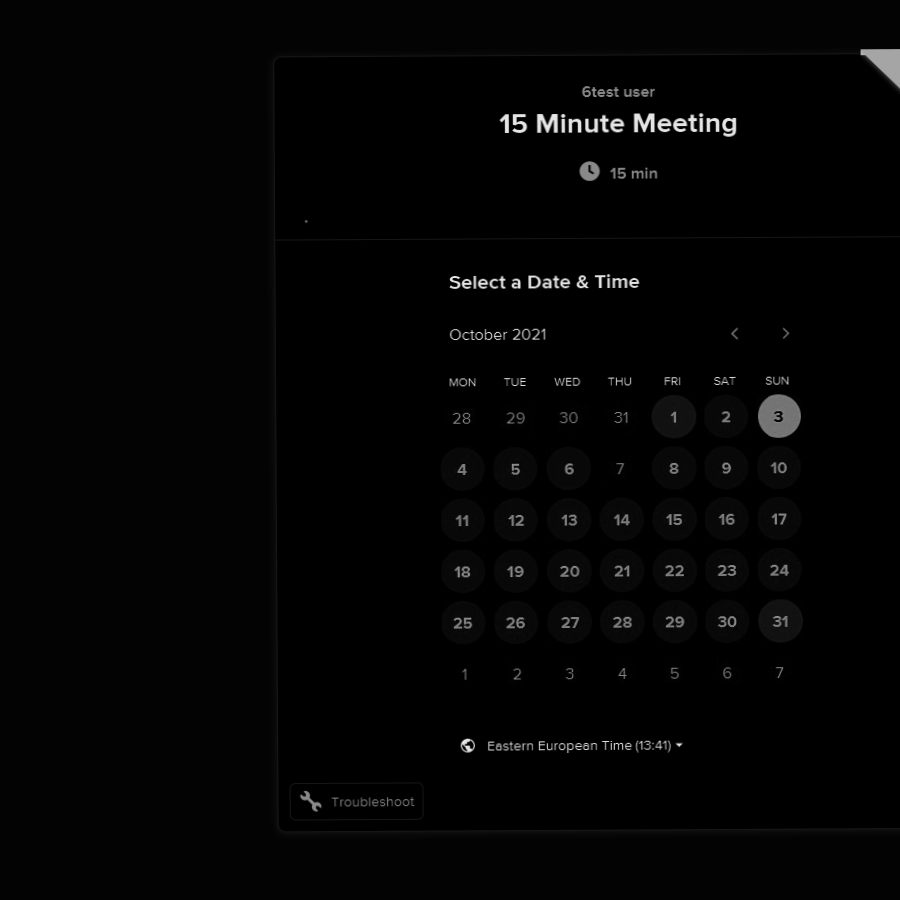 6test user
15 Minute Meeting
15 min
Select a Date & Time
October 2021
MON TUE WED THU FRI SAT SUN
28 29 30 31 1 2 3
4 5 6 7 8 9 10
11 12 13 14 15 16 17
18 19 20 21 22 23 24
25 26 27 28 29 30 31
1 2 3 4 5 6 7
Eastern European Time (13:41)
Troubleshoot